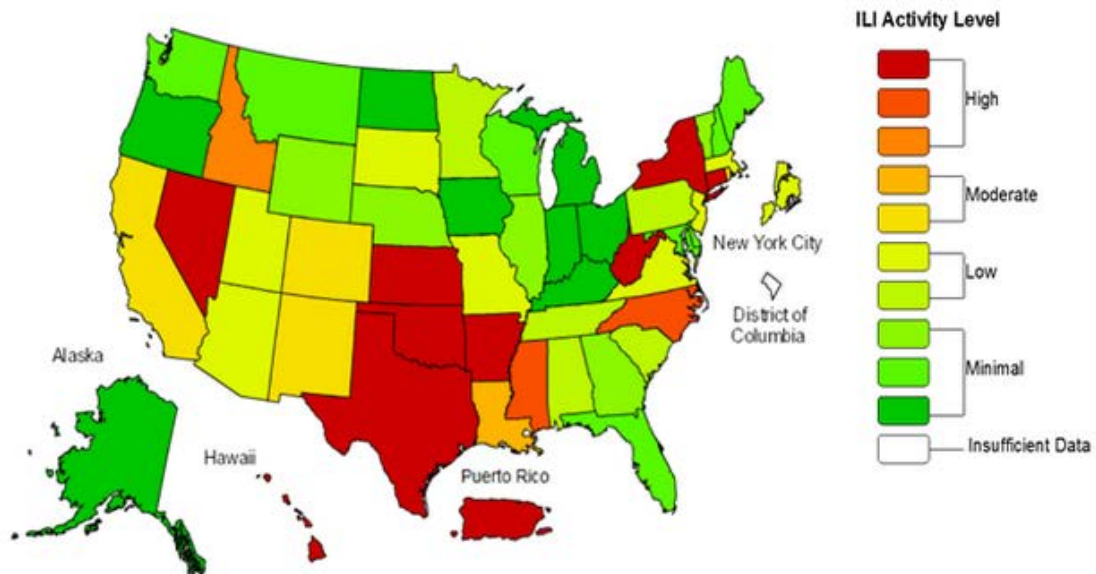 ILI Activity Level
High
Moderate
Low
Minimal
Insufficient Data
New York City
District of
Columbia
Alaska
Hawaii
Puerto Rico